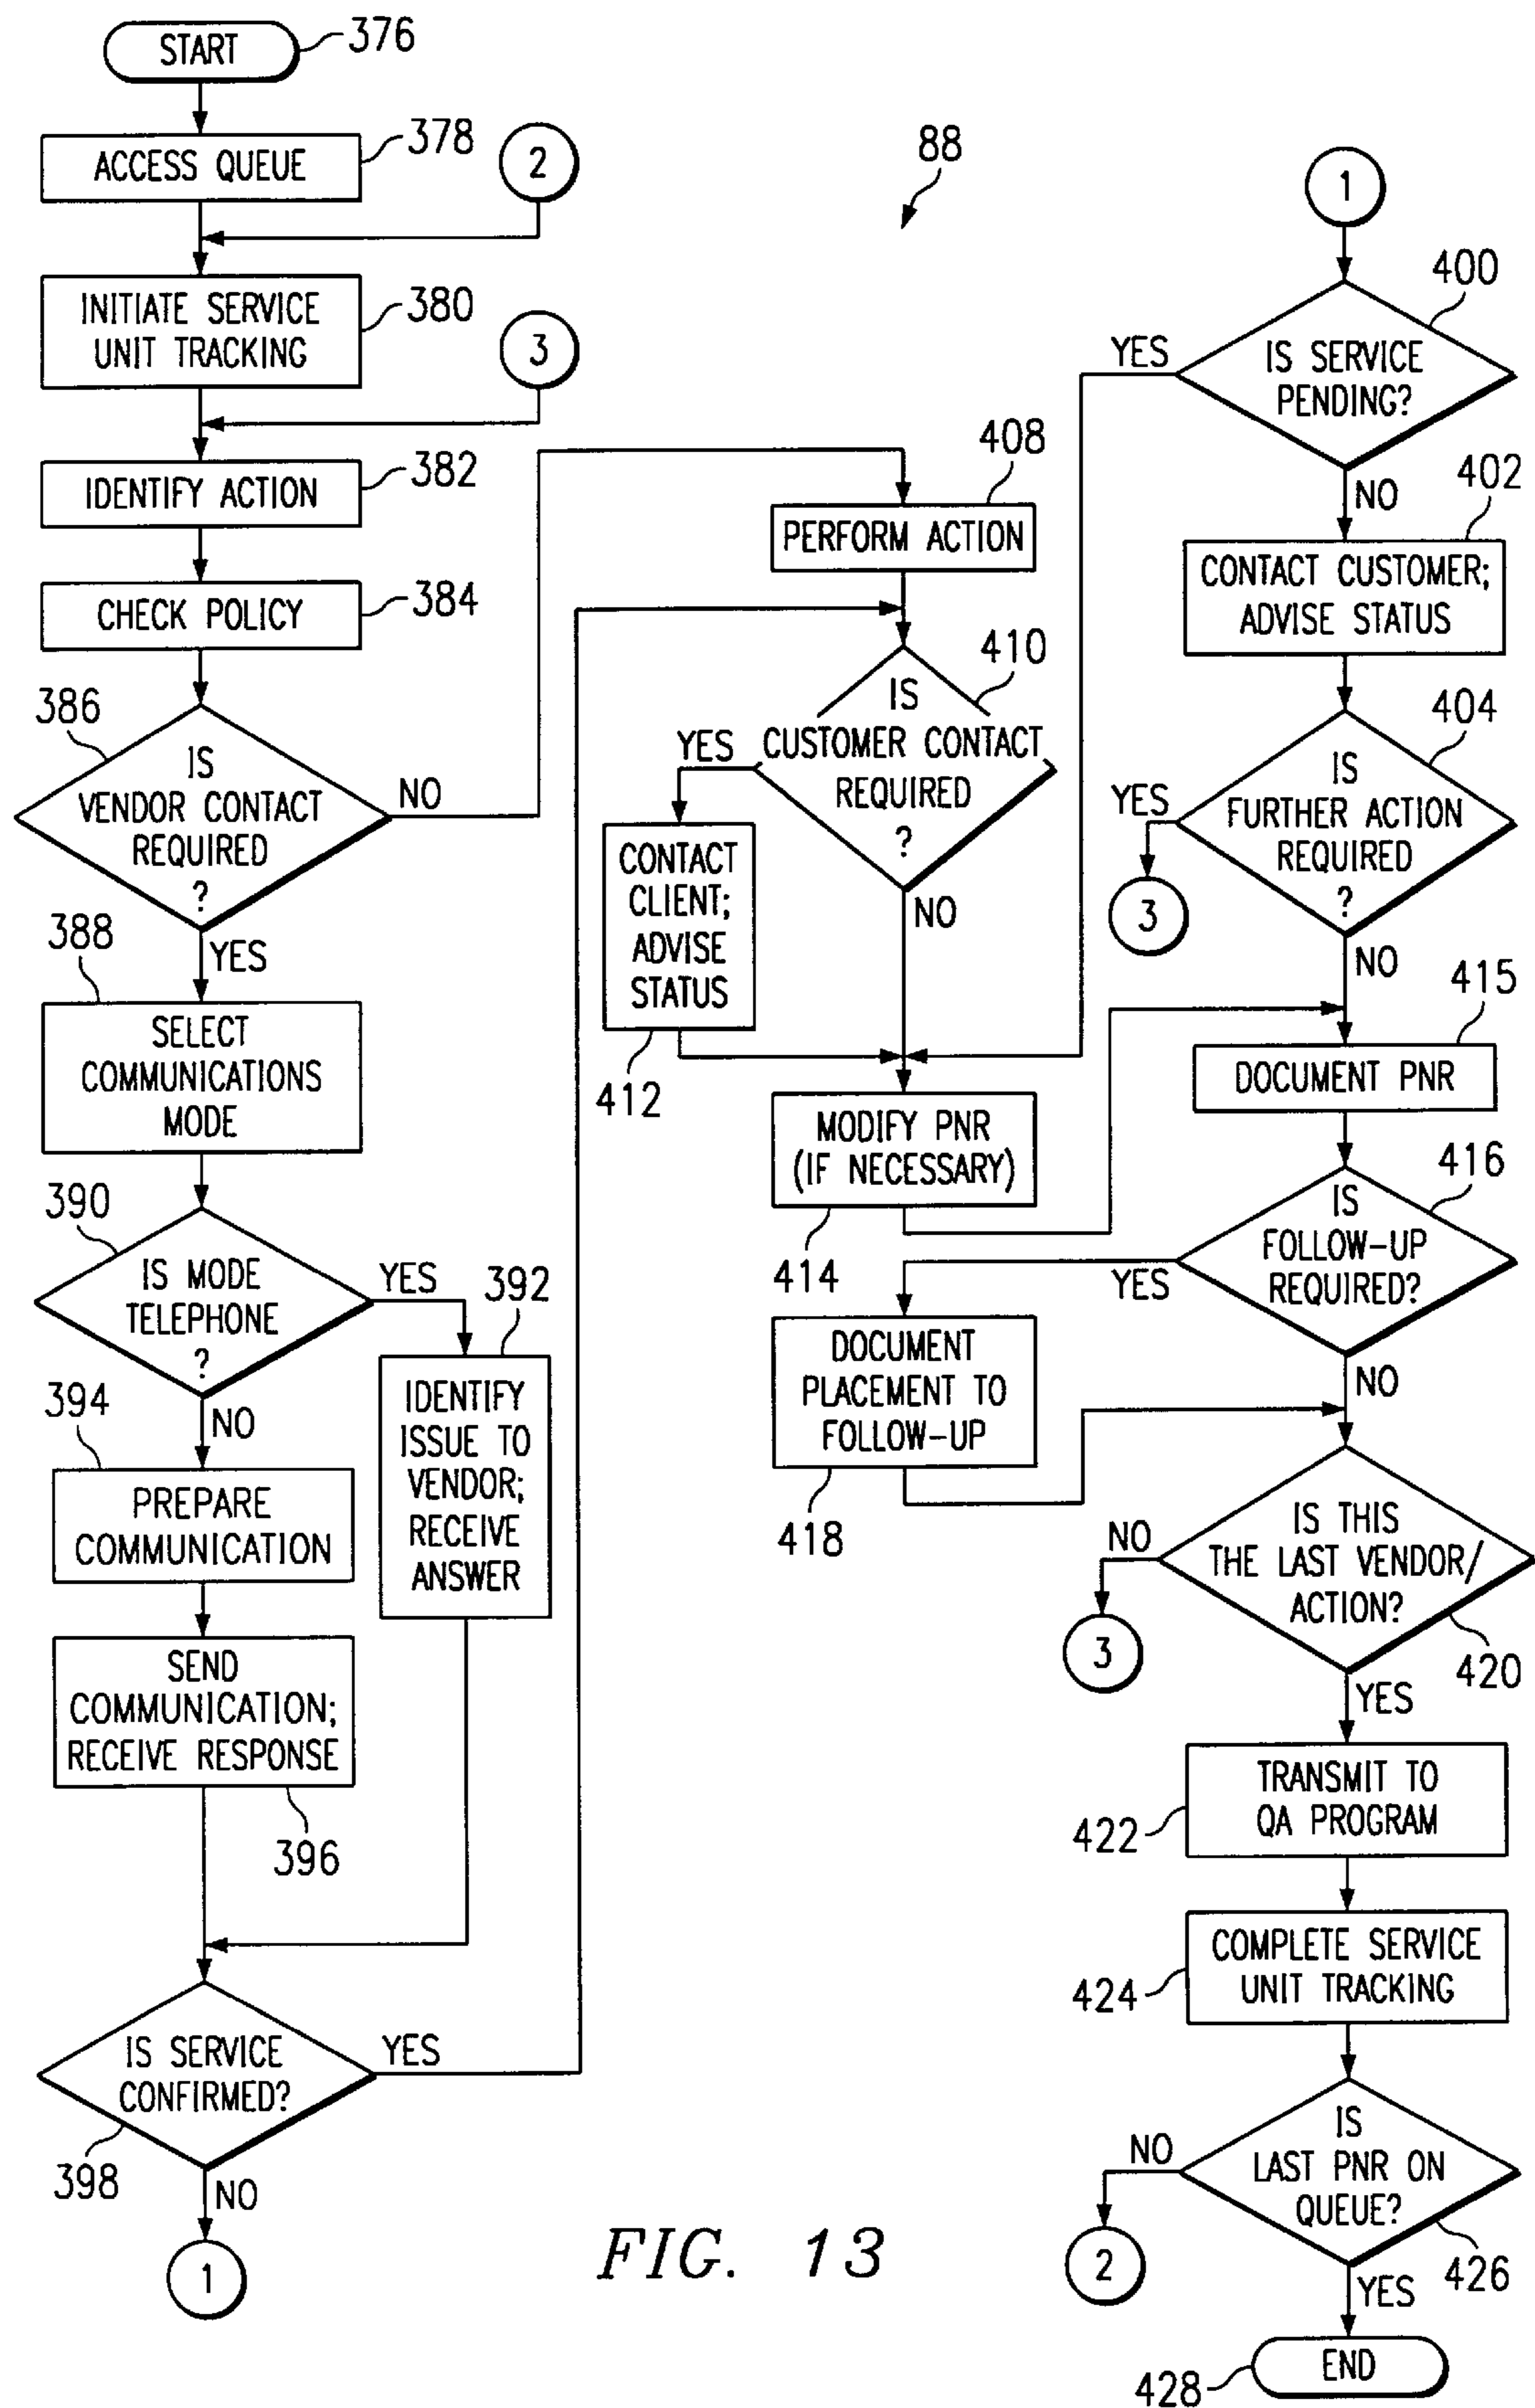 START
376
ACCESS QUEUE
378
2
INITIATE SERVICE
UNIT TRACKING
380
3
IDENTIFY ACTION
382
CHECK POLICY
384
386
IS
VENDOR CONTACT
REQUIRED
?
NO
YES
388
SELECT
COMMUNICATIONS
MODE
390
IS MODE
TELEPHONE
?
YES
NO
392
IDENTIFY
ISSUE TO
VENDOR;
RECEIVE
ANSWER
394
PREPARE
COMMUNICATION
SEND
COMMUNICATION;
RECEIVE RESPONSE
396
IS SERVICE
CONFIRMED?
YES
398
NO
1
88
408
PERFORM ACTION
410
IS
CUSTOMER CONTACT
REQUIRED
?
YES
NO
CONTACT
CLIENT;
ADVISE
STATUS
412
MODIFY PNR
(IF NECESSARY)
414
DOCUMENT
PLACEMENT TO
FOLLOW-UP
418
1
400
IS SERVICE
PENDING?
YES
NO
402
CONTACT CUSTOMER;
ADVISE STATUS
404
IS
FURTHER ACTION
REQUIRED
?
YES
3
NO
415
DOCUMENT PNR
416
IS
FOLLOW-UP
REQUIRED?
YES
NO
IS THIS
THE LAST VENDOR/
ACTION?
NO
3
420
YES
TRANSMIT TO
QA PROGRAM
422
COMPLETE SERVICE
UNIT TRACKING
424
IS
LAST PNR ON
QUEUE?
NO
2
426
YES
END
428
FIG. 13